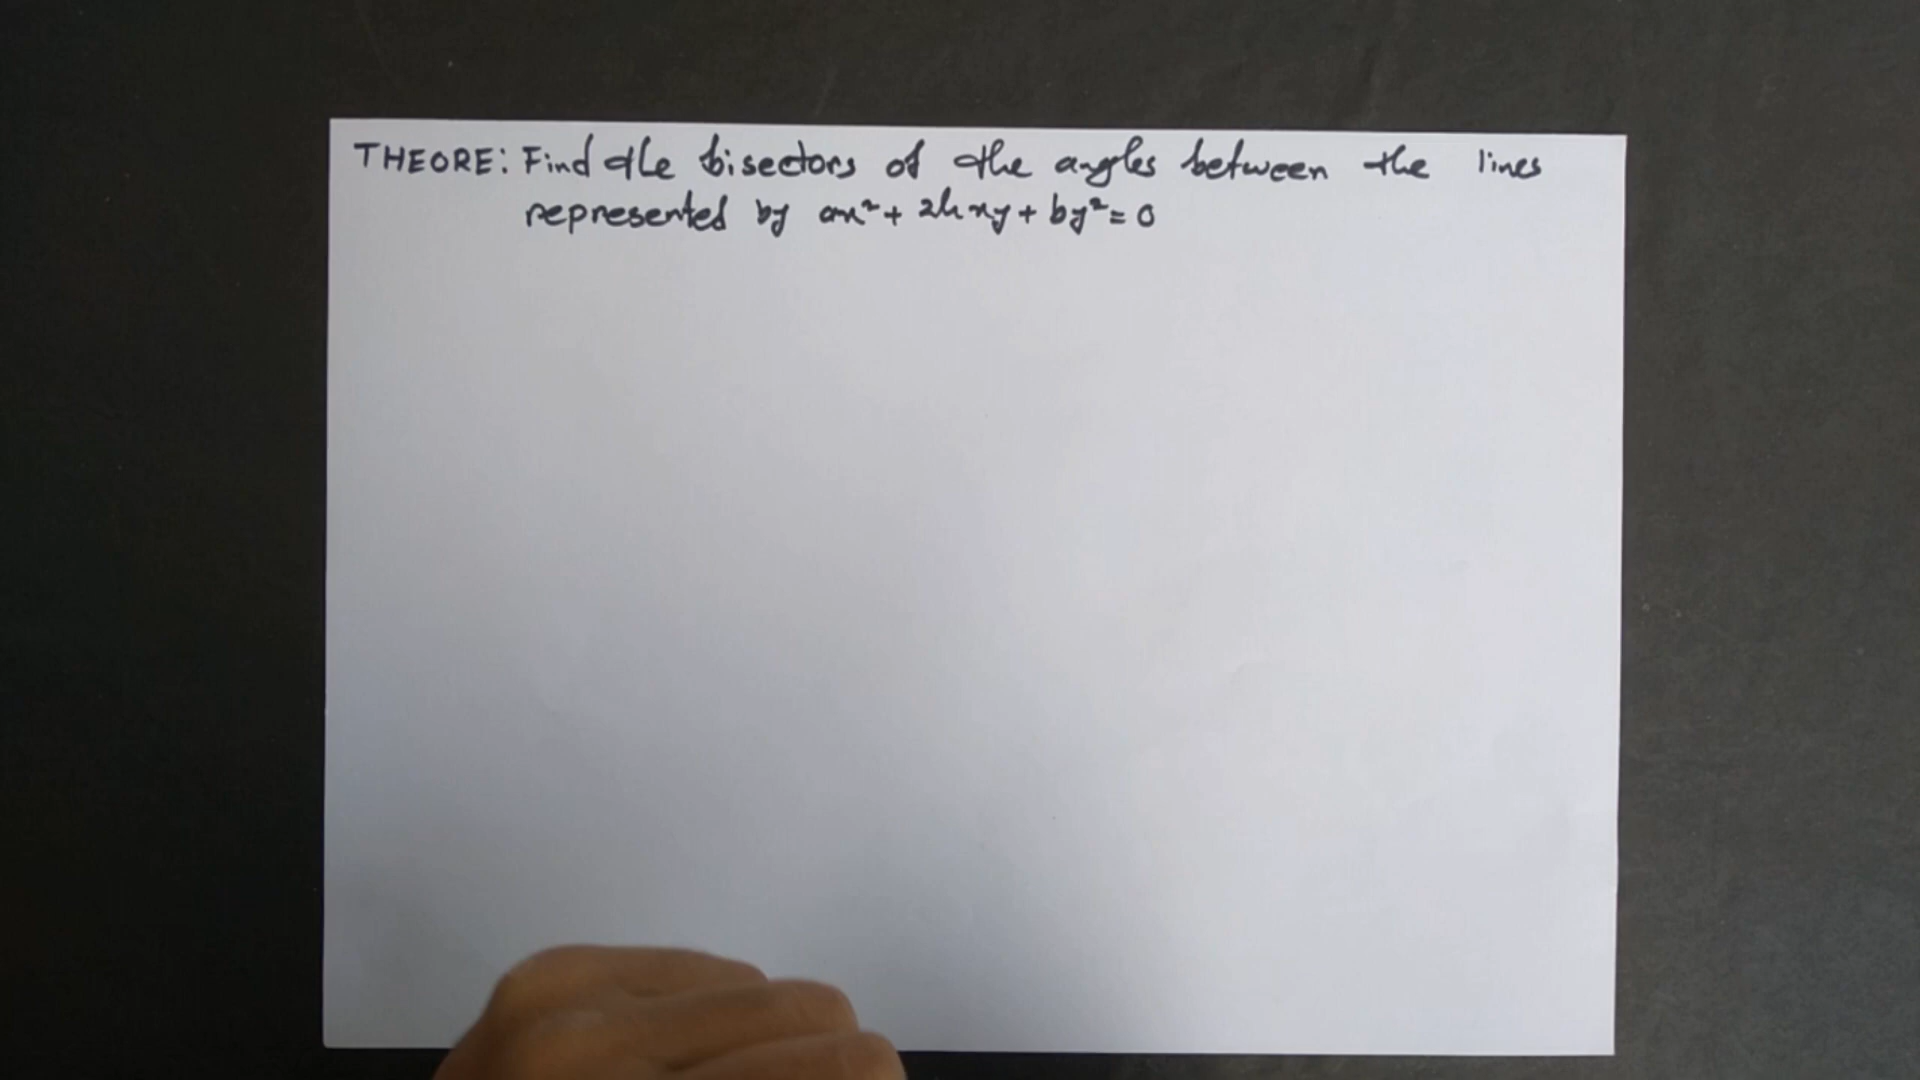 THEORE: Find the bisectors of the angles between the lines
represented by ax²+ 2hxy + by² = 0